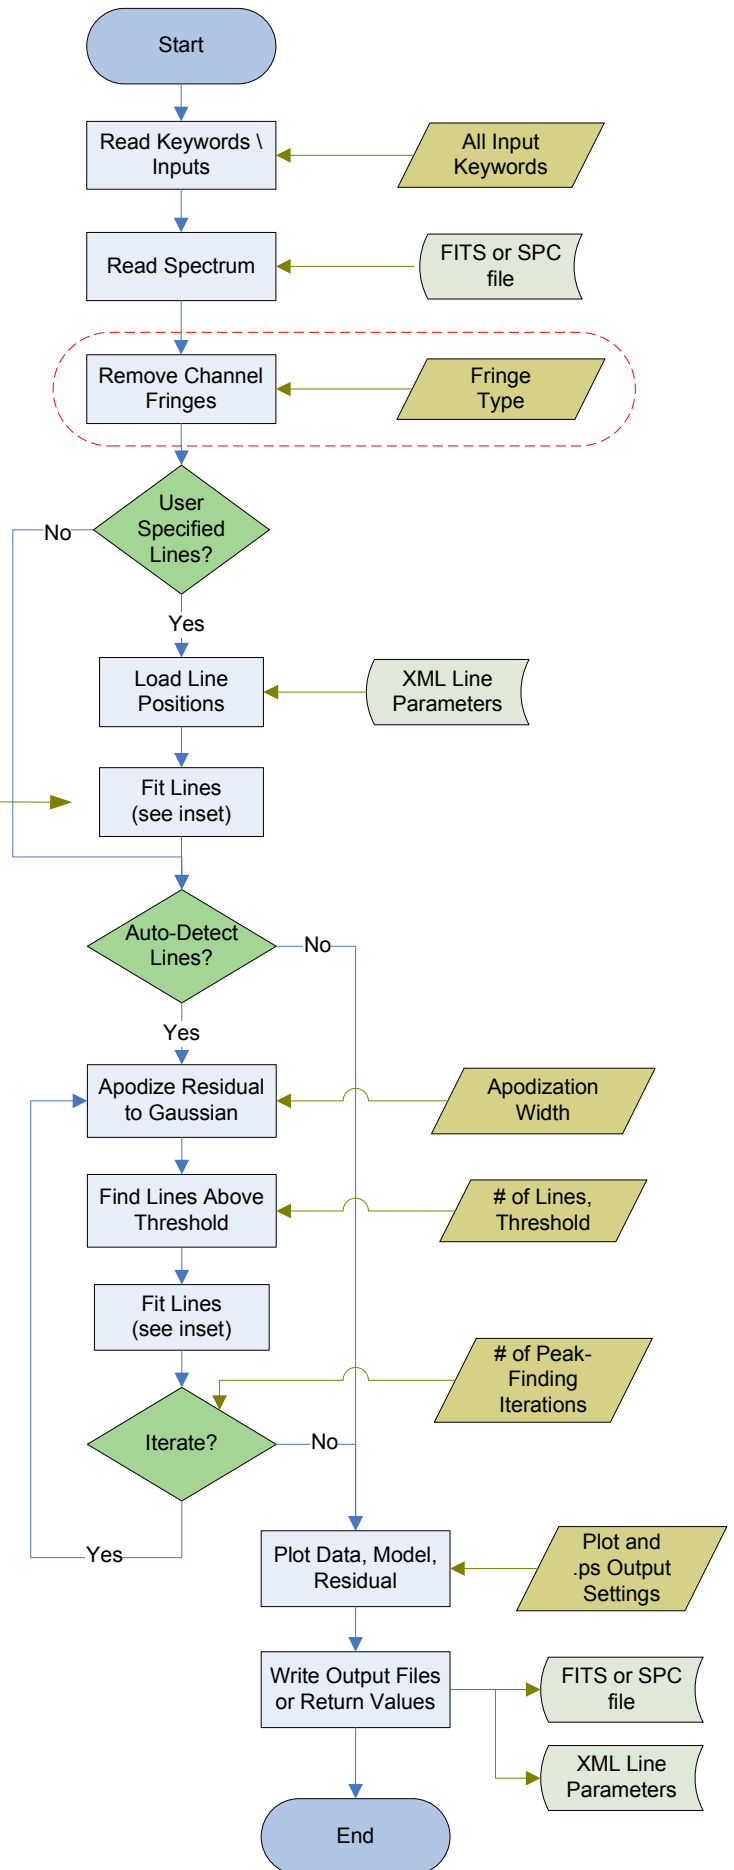 Start
Read Keywords \
Inputs
All Input
Keywords
Read Spectrum
FITS or SPC
file
Remove Channel
Fringes
Fringe
Type
User
Specified
Lines?
No
Yes
Load Line
Positions
XML Line
Parameters
Fit Lines
(see inset)
Auto-Detect
Lines?
No
Yes
Apodize Residual
to Gaussian
Apodization
Width
Find Lines Above
Threshold
# of Lines,
Threshold
Fit Lines
(see inset)
# of Peak-
Finding
Iterations
Iterate?
No
Yes
Plot Data, Model,
Residual
Plot and
.ps Output
Settings
Write Output Files
or Return Values
FITS or SPC
file
XML Line
Parameters
End